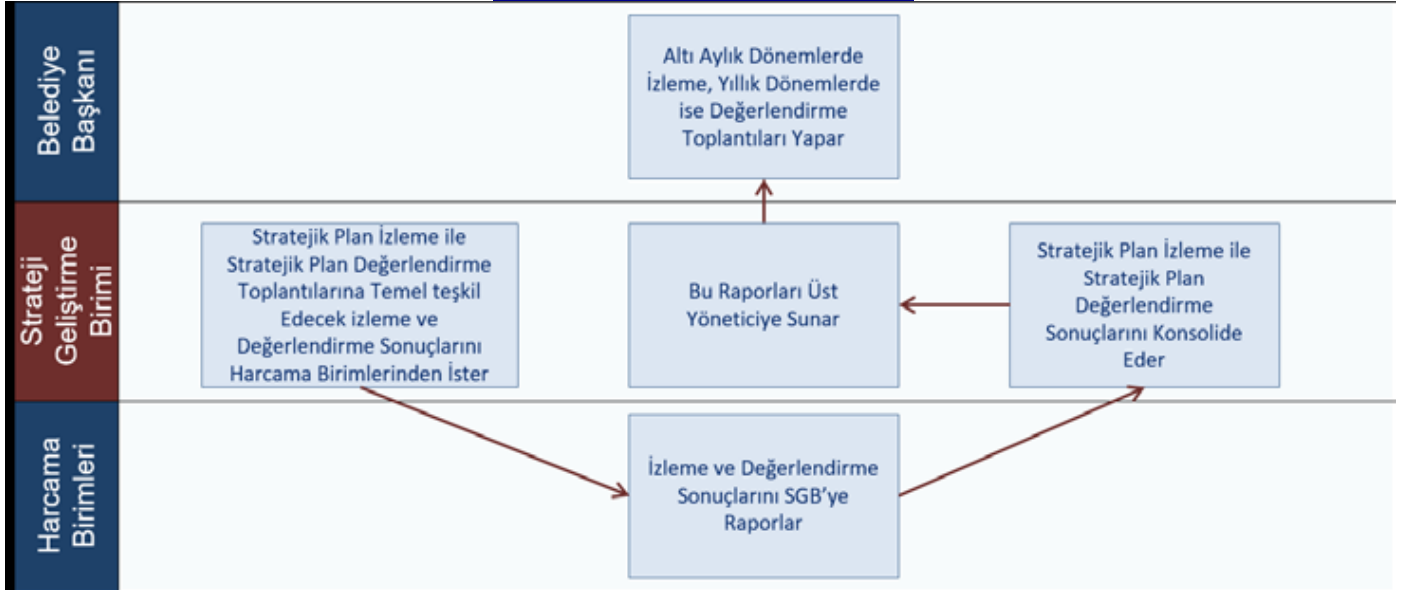 Belediye
Başkanı
Altı Aylık Dönemlerde
İzleme, Yıllık Dönemlerde
ise Değerlendirme
Toplantıları Yapar
Strateji
Geliştirme
Birimi
Stratejik Plan İzleme ile
Stratejik Plan Değerlendirme
Toplantılarına Temel teşkil
Edecek izleme ve
Değerlendirme Sonuçlarını
Harcama Birimlerinden İster
Bu Raporları Üst
Yöneticiye Sunar
Stratejik Plan İzleme ile
Stratejik Plan
Değerlendirme
Sonuçlarını Konsolide
Eder
Harcama
Birimleri
İzleme ve Değerlendirme
Sonuçlarını SGB'ye
Raporlar